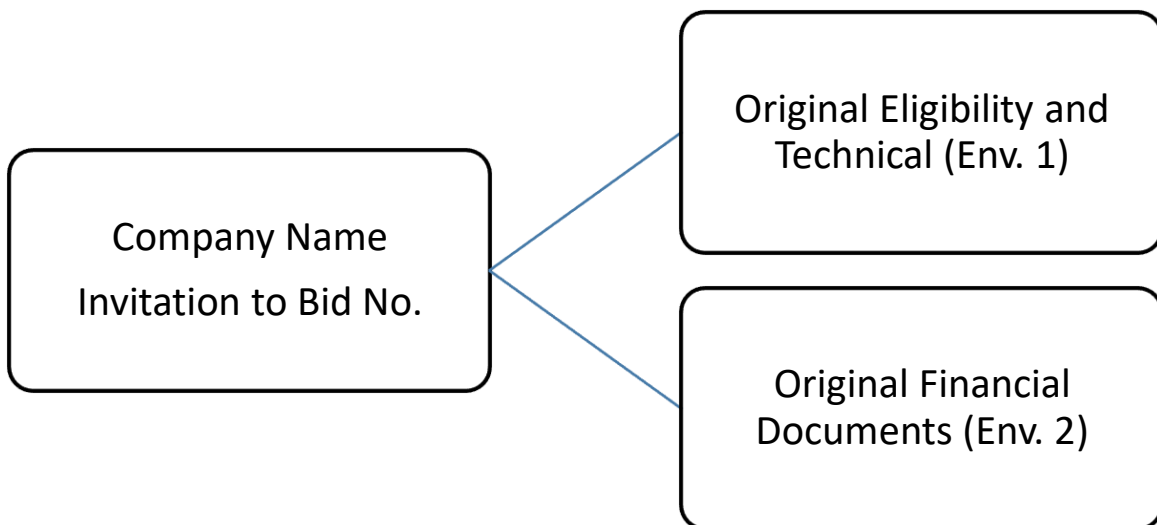 Original Eligibility and
Technical (Env. 1)
Company Name
Invitation to Bid No.
Original Financial
Documents (Env. 2)